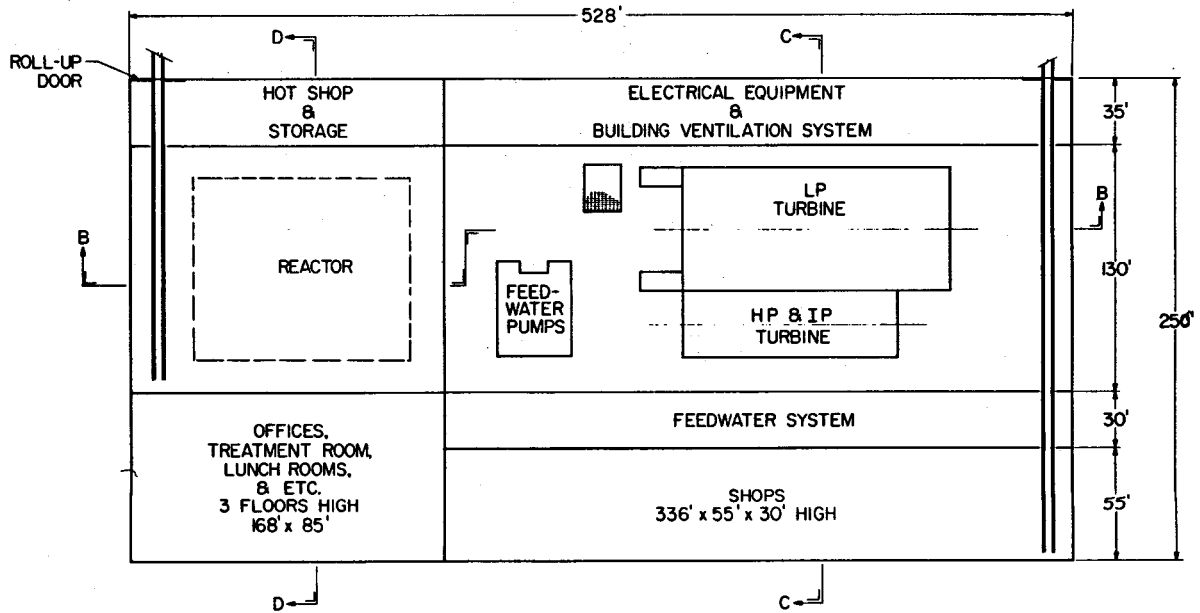 528'
D
C
ROLL-UP
DOOR
HOT SHOP
&
STORAGE
ELECTRICAL EQUIPMENT
&
BUILDING VENTILATION SYSTEM
35'
B
REACTOR
FEED-
WATER
PUMPS
LP
TURBINE
HP & IP
TURBINE
B
130'
250'
OFFICES,
TREATMENT ROOM,
LUNCH ROOMS,
& ETC.
3 FLOORS HIGH
168' x 85'
FEEDWATER SYSTEM
30'
SHOPS
336' x 55' x 30' HIGH
55'
D
C